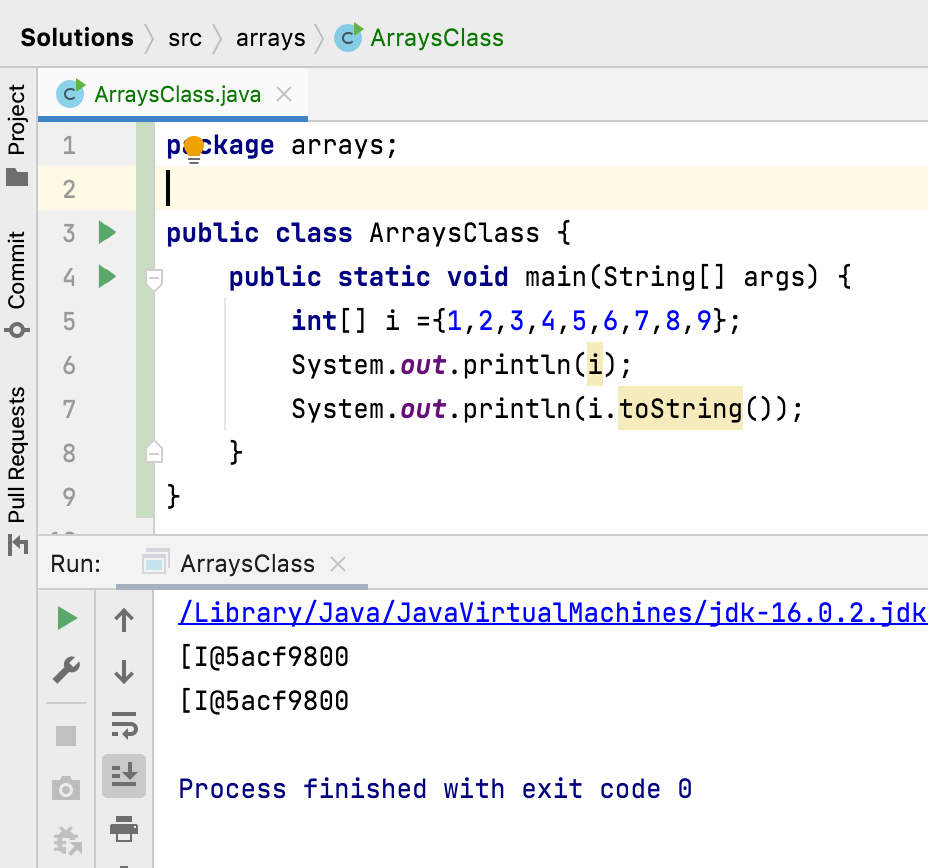 Solutions src arrays ArraysClass
ArraysClass.java
Project
Commit
Pull Requests
1 package arrays;
2
3 public class ArraysClass {
4 public static void main(String[] args) {
5 int[] i ={1,2,3,4,5,6,7,8,9};
6 System.out.println(i);
7 System.out.println(i.toString());
8 }
9 }
Run: ArraysClass
/Library/Java/JavaVirtualMachines/jdk-16.0.2.jdk
[I@5acf9800
[I@5acf9800
Process finished with exit code 0